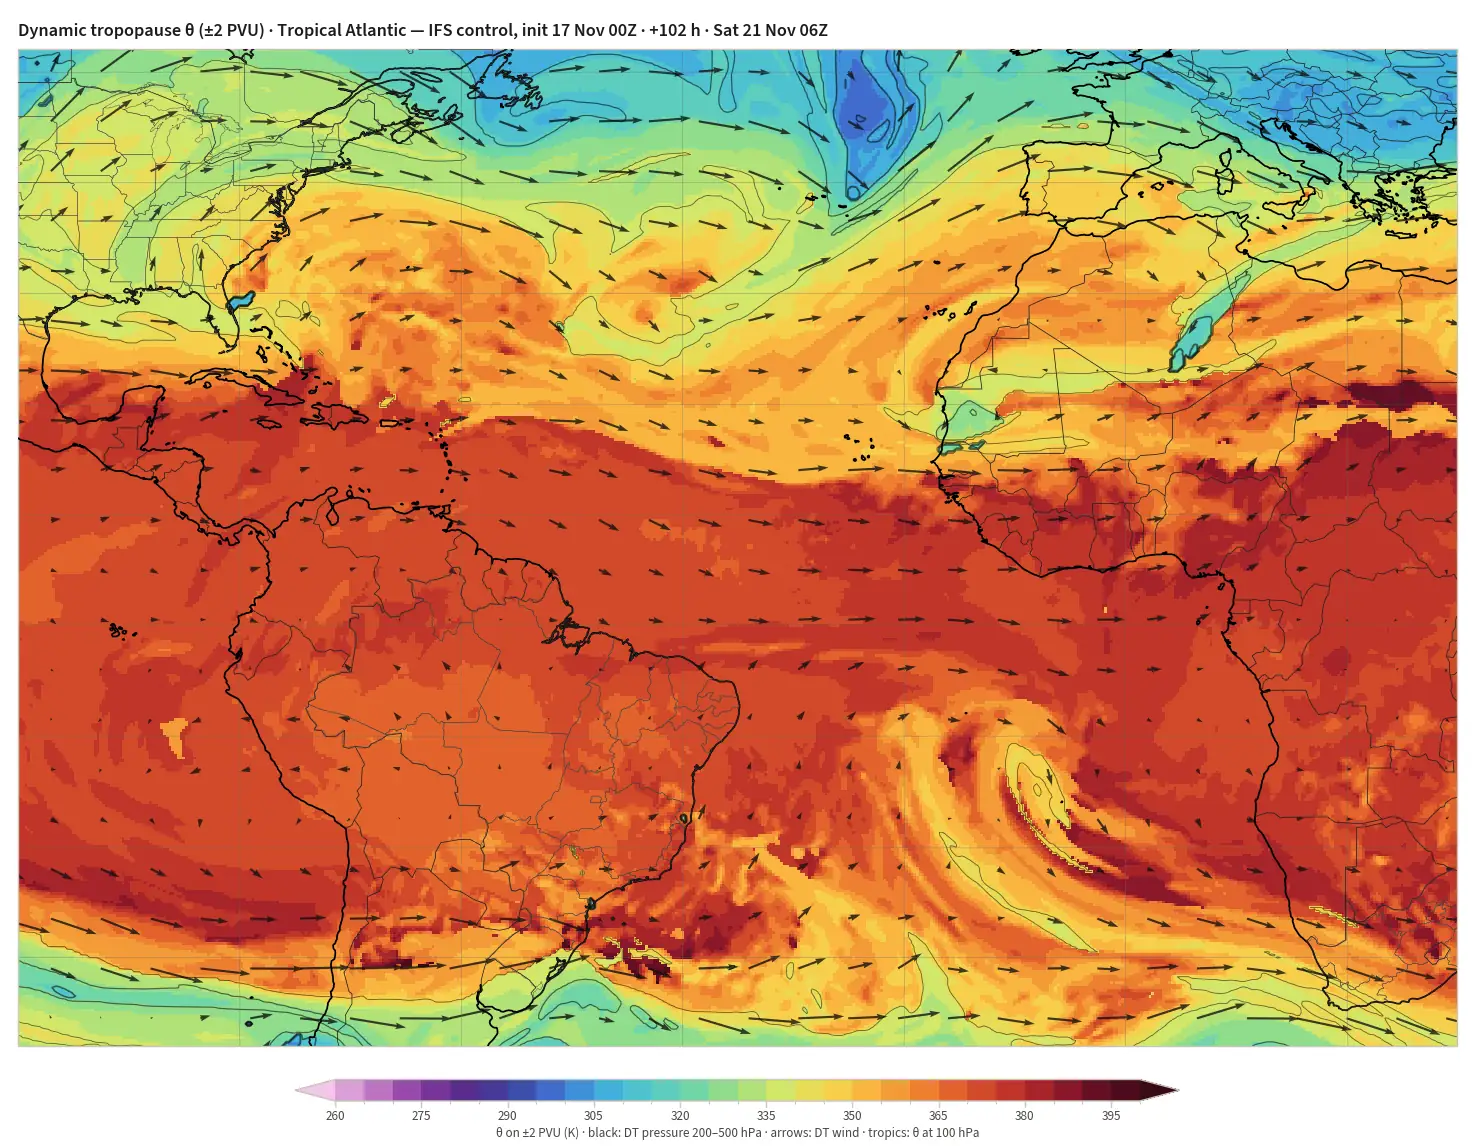 Dynamic tropopause θ (±2 PVU) · Tropical Atlantic — IFS control, init 17 Nov 00Z · +102 h · Sat 21 Nov 06Z
260 275 290 305 320 335 350 365 380 395
θ on ±2 PVU (K) · black: DT pressure 200–500 hPa · arrows: DT wind · tropics: θ at 100 hPa